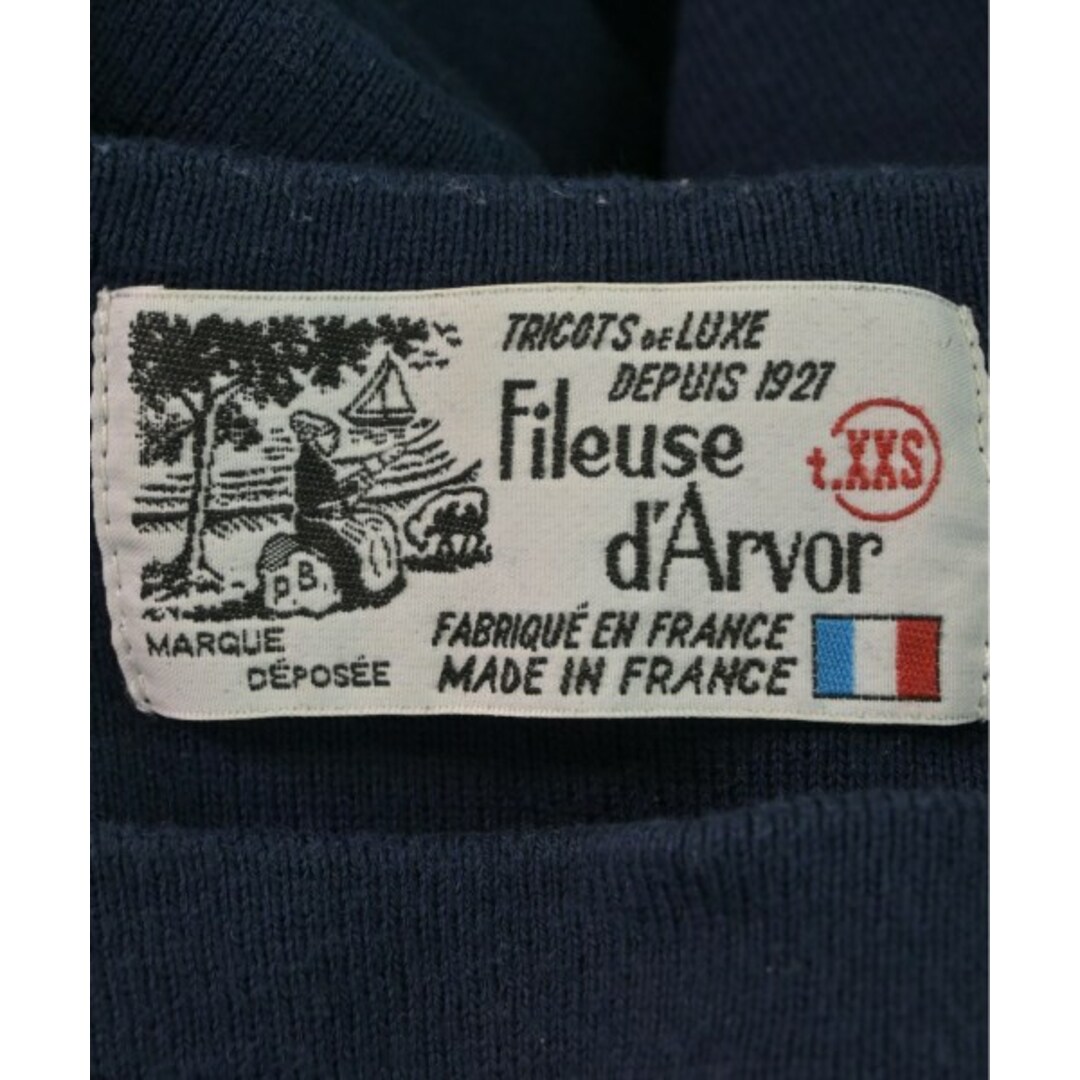 TRICOTS DE LUXE
DEPUIS 1927
Fileuse
d'Arvor
t.XXS
P.B.
MARQUE
DÉPOSÉE
FABRIQUÉ EN FRANCE
MADE IN FRANCE